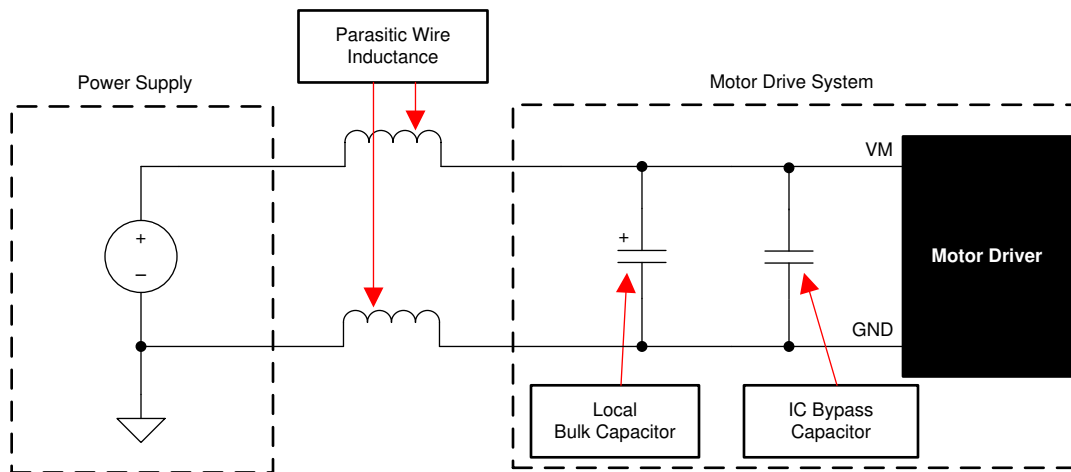 Parasitic Wire
Inductance
Power Supply
Motor Drive System
VM
+
–
+
Motor Driver
GND
Local
Bulk Capacitor
IC Bypass
Capacitor